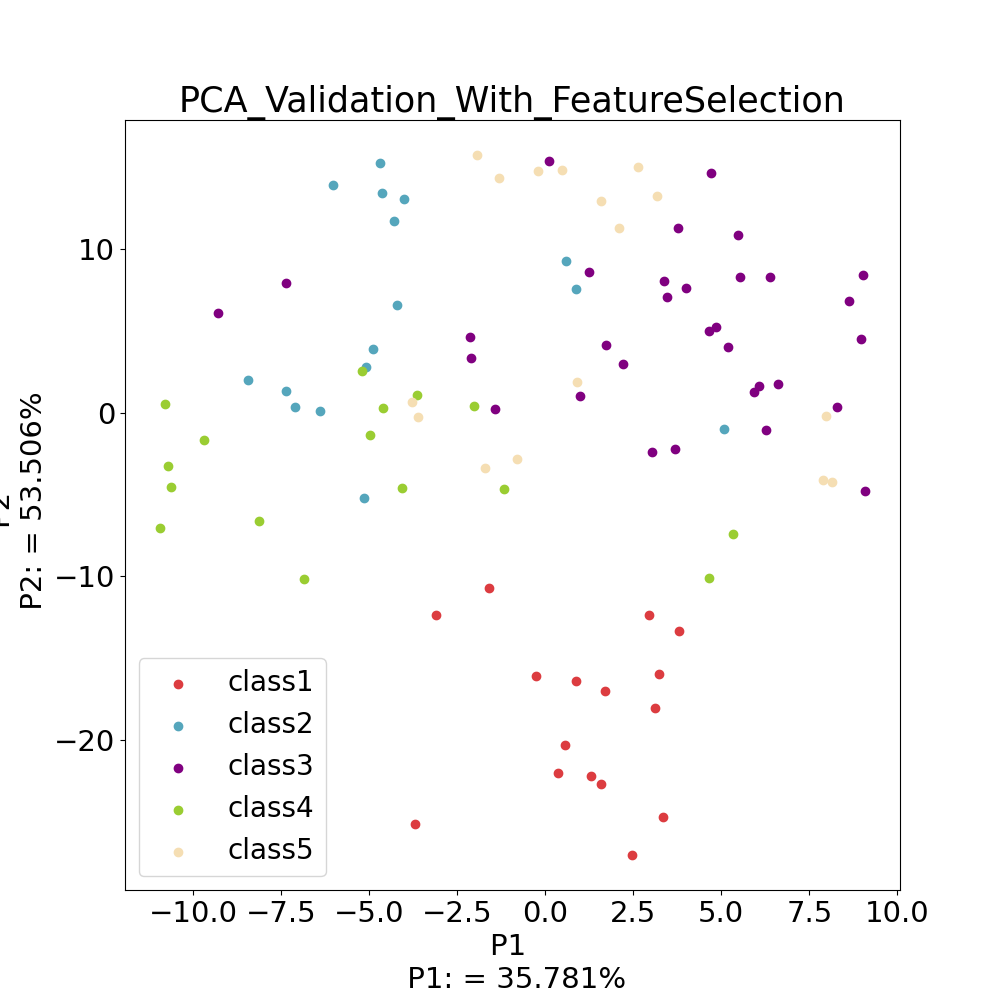 PCA_Validation_With_FeatureSelection
10
0
−10
−20
P2: = 53.506%
class1
class2
class3
class4
class5
−10.0 −7.5 −5.0 −2.5 0.0 2.5 5.0 7.5 10.0
P1
P1: = 35.781%